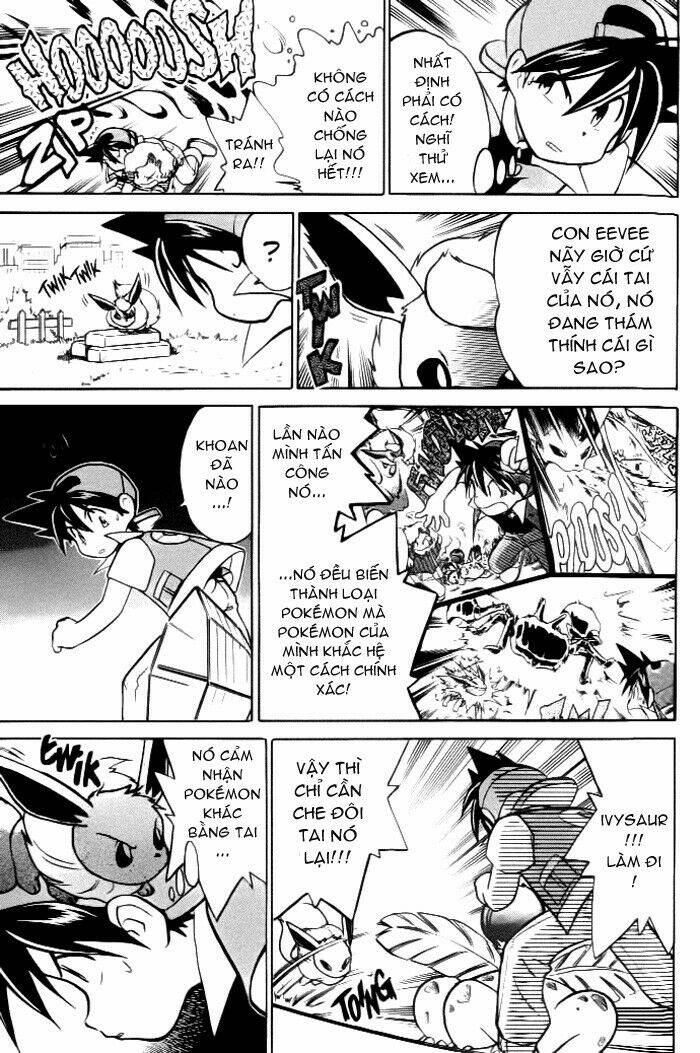 NHẤT
ĐỊNH
PHẢI CÓ
CÁCH!
NGHĨ
THỬ
XEM...
KHÔNG
CÓ CÁCH
NÀO
CHỐNG
LẠI NÓ
HẾT!!!
TRÁNH
RA!!
HOOOOOSH
ZIP
CON EEVEE
NÃY GIỜ CỨ
VẪY CÁI TAI
CỦA NÓ, NÓ
ĐANG THÁM
THÍNH CÁI GÌ
SAO?
TWIK
?
TWIK-TWIK
LẦN NÀO
MÌNH TẤN
CÔNG
NÓ...
...NÓ ĐỀU BIẾN
THÀNH LOẠI
POKÉMON MÀ
POKÉMON CỦA
MÌNH KHẮC HỆ
MỘT CÁCH CHÍNH
XÁC!
KHOAN
ĐÃ
NÀO
...!
IVYSAUR
!!!
LÀM ĐI
!
VẬY THÌ
CHỈ CẦN
CHE ĐÔI
TAI NÓ
LẠI!!!
TOING
NÓ CẢM
NHẬN
POKÉMON
KHÁC
BẰNG TAI
...
TWIK